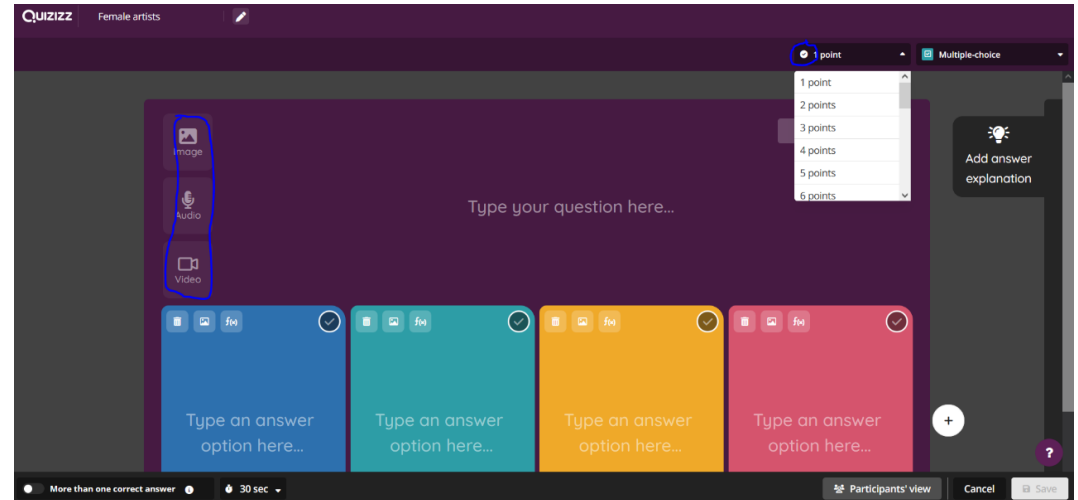 Quizizz Female artists
1 point Multiple-choice
1 point
2 points
3 points
4 points
5 points
6 points
Image
Audio
Video
Type your question here...
Add answer
explanation
f(x) f(x) f(x) f(x)
Type an answer
option here...
Type an answer
option here...
Type an answer
option here...
Type an answer
option here...
+
?
More than one correct answer 30 sec Participants' view Cancel Save